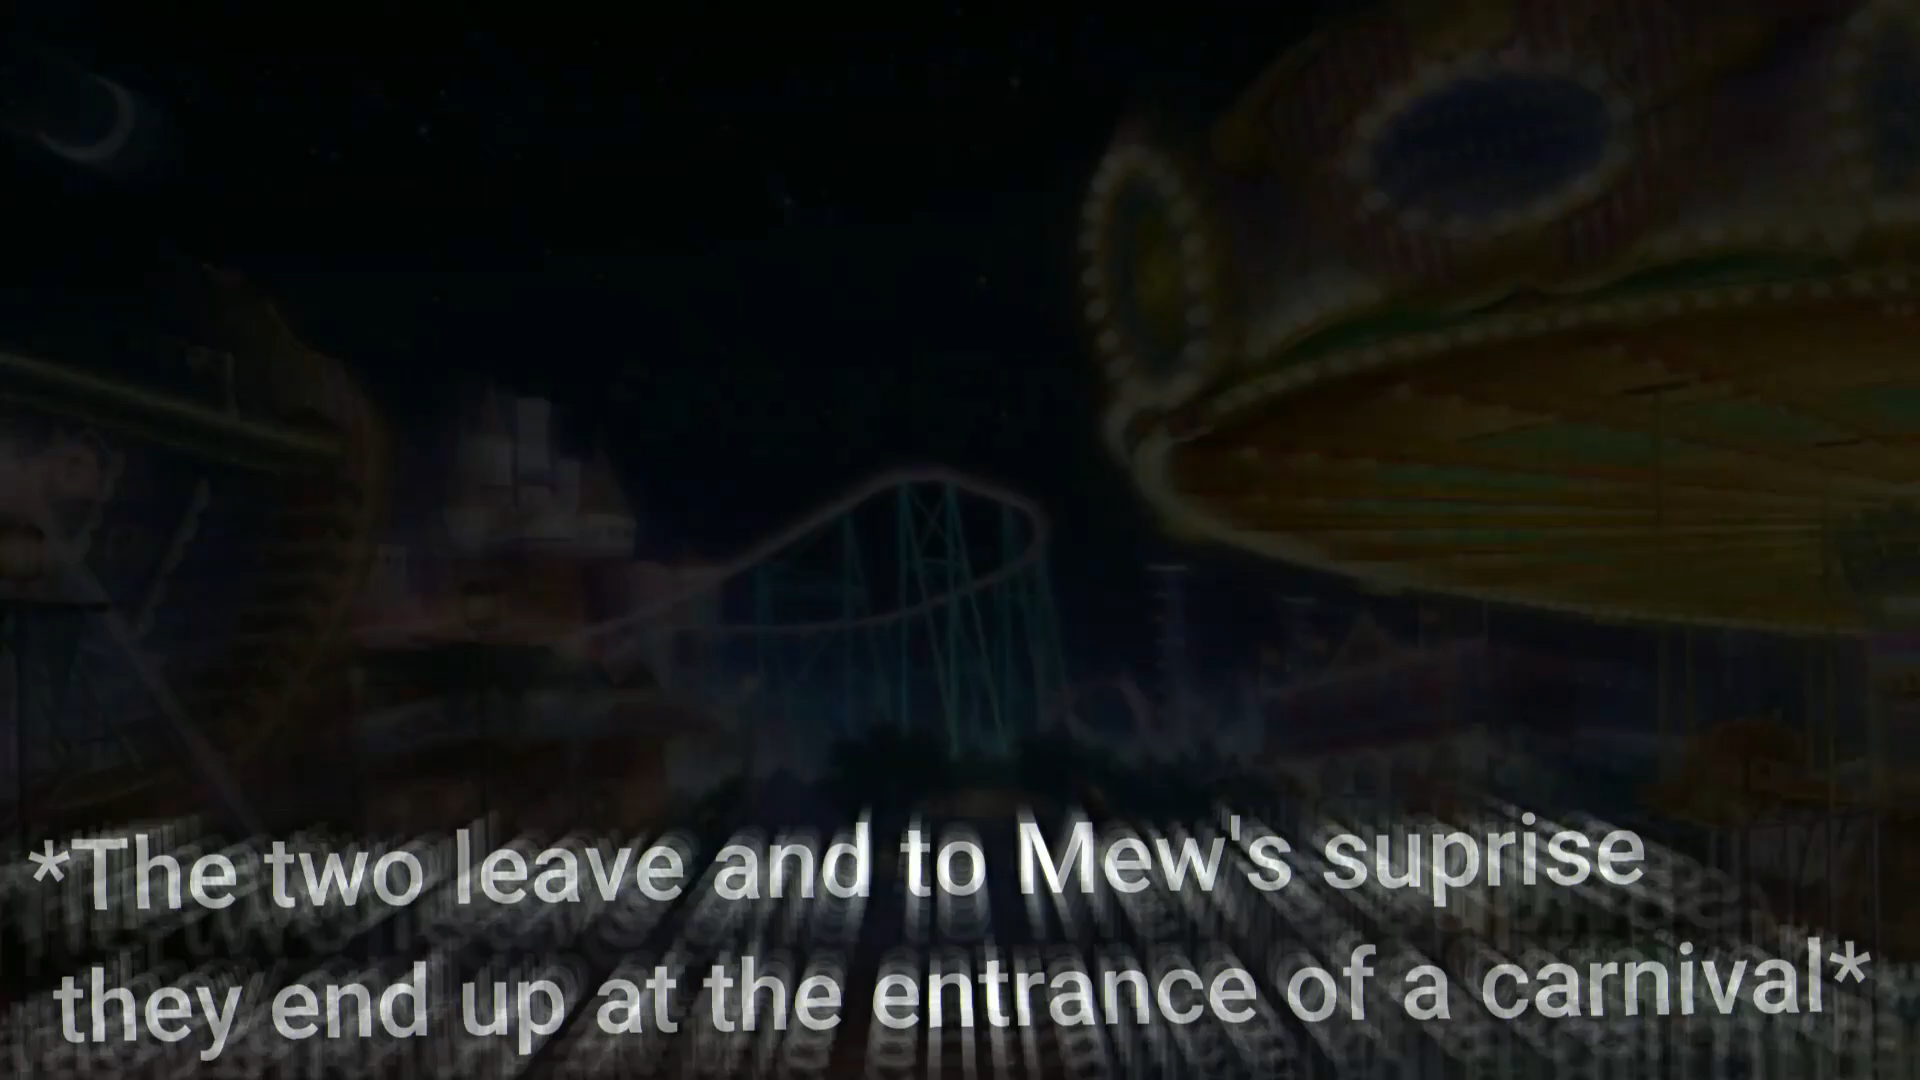 *The two leave and to Mew's suprise
they end up at the entrance of a carnival*